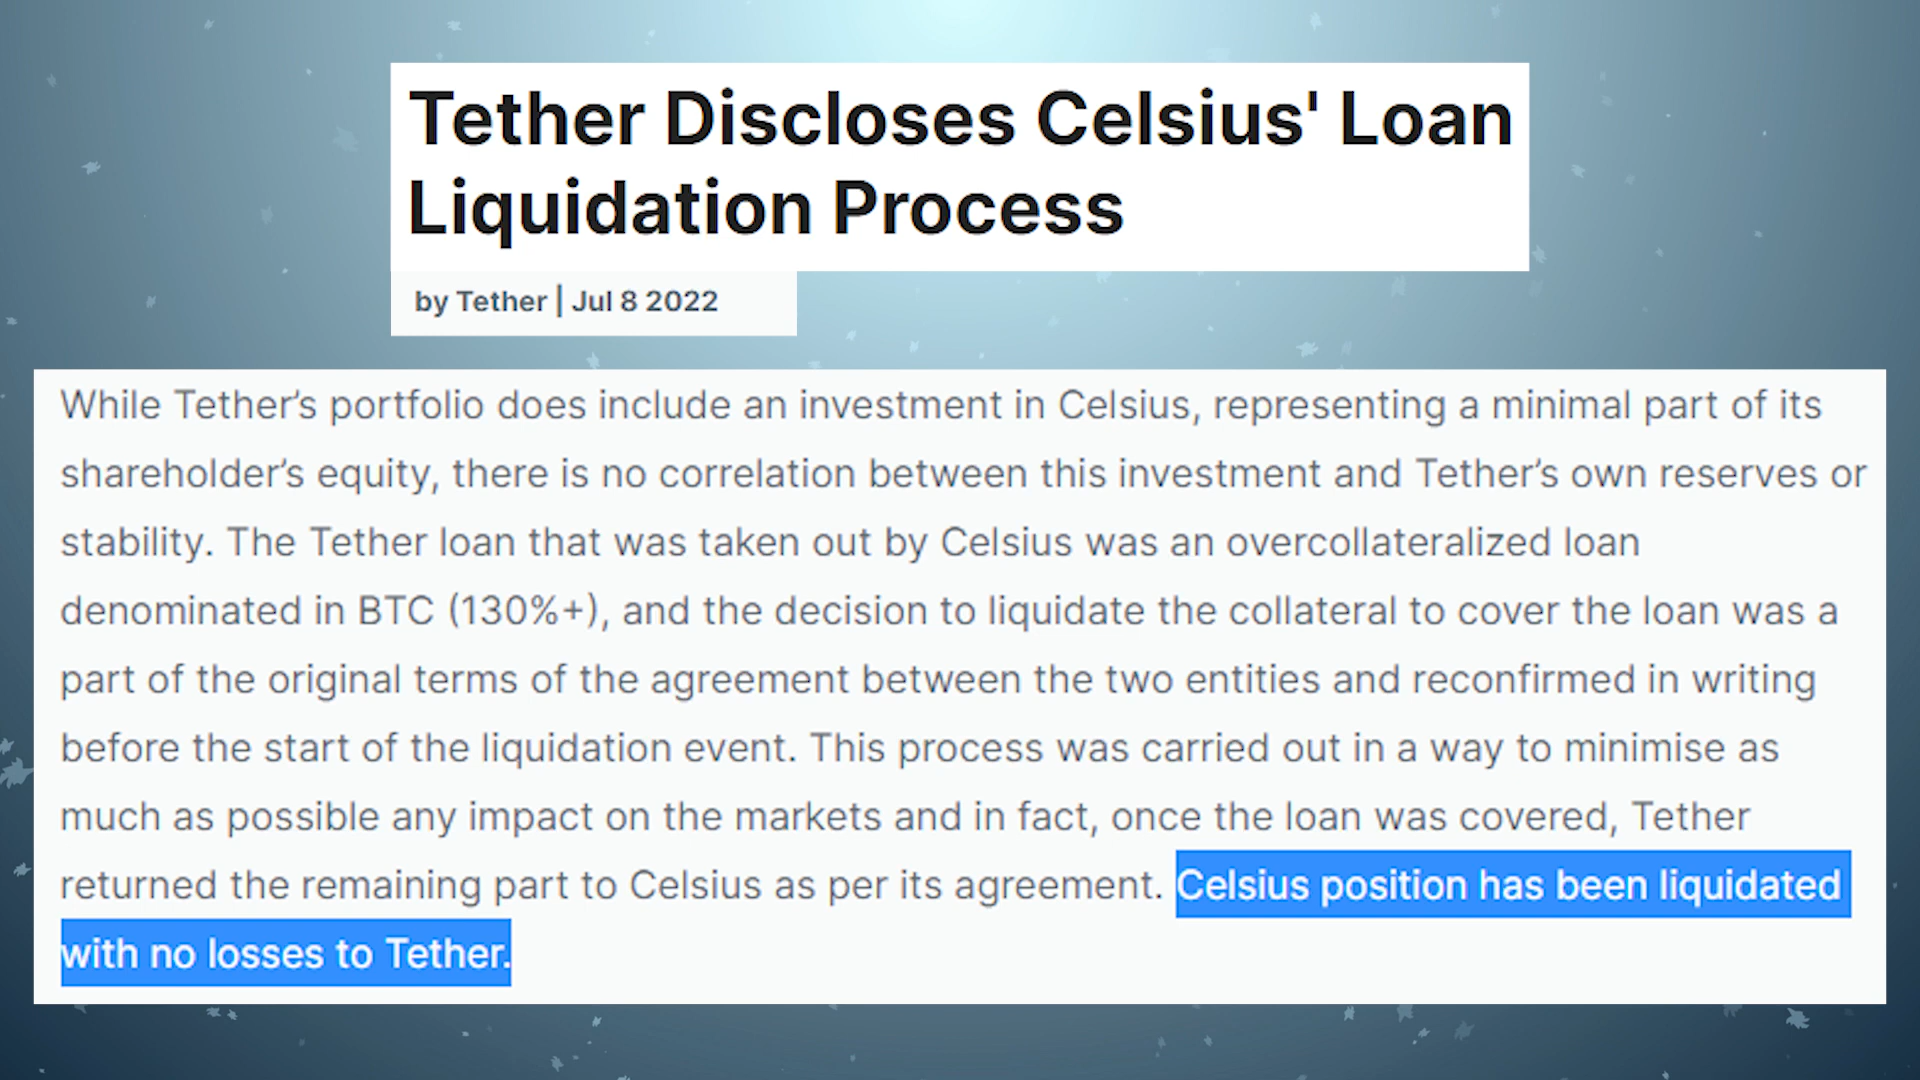 Tether Discloses Celsius' Loan
Liquidation Process
by Tether | Jul 8 2022
While Tether’s portfolio does include an investment in Celsius, representing a minimal part of its
shareholder’s equity, there is no correlation between this investment and Tether’s own reserves or
stability. The Tether loan that was taken out by Celsius was an overcollateralized loan
denominated in BTC (130%+), and the decision to liquidate the collateral to cover the loan was a
part of the original terms of the agreement between the two entities and reconfirmed in writing
before the start of the liquidation event. This process was carried out in a way to minimise as
much as possible any impact on the markets and in fact, once the loan was covered, Tether
returned the remaining part to Celsius as per its agreement. Celsius position has been liquidated
with no losses to Tether.